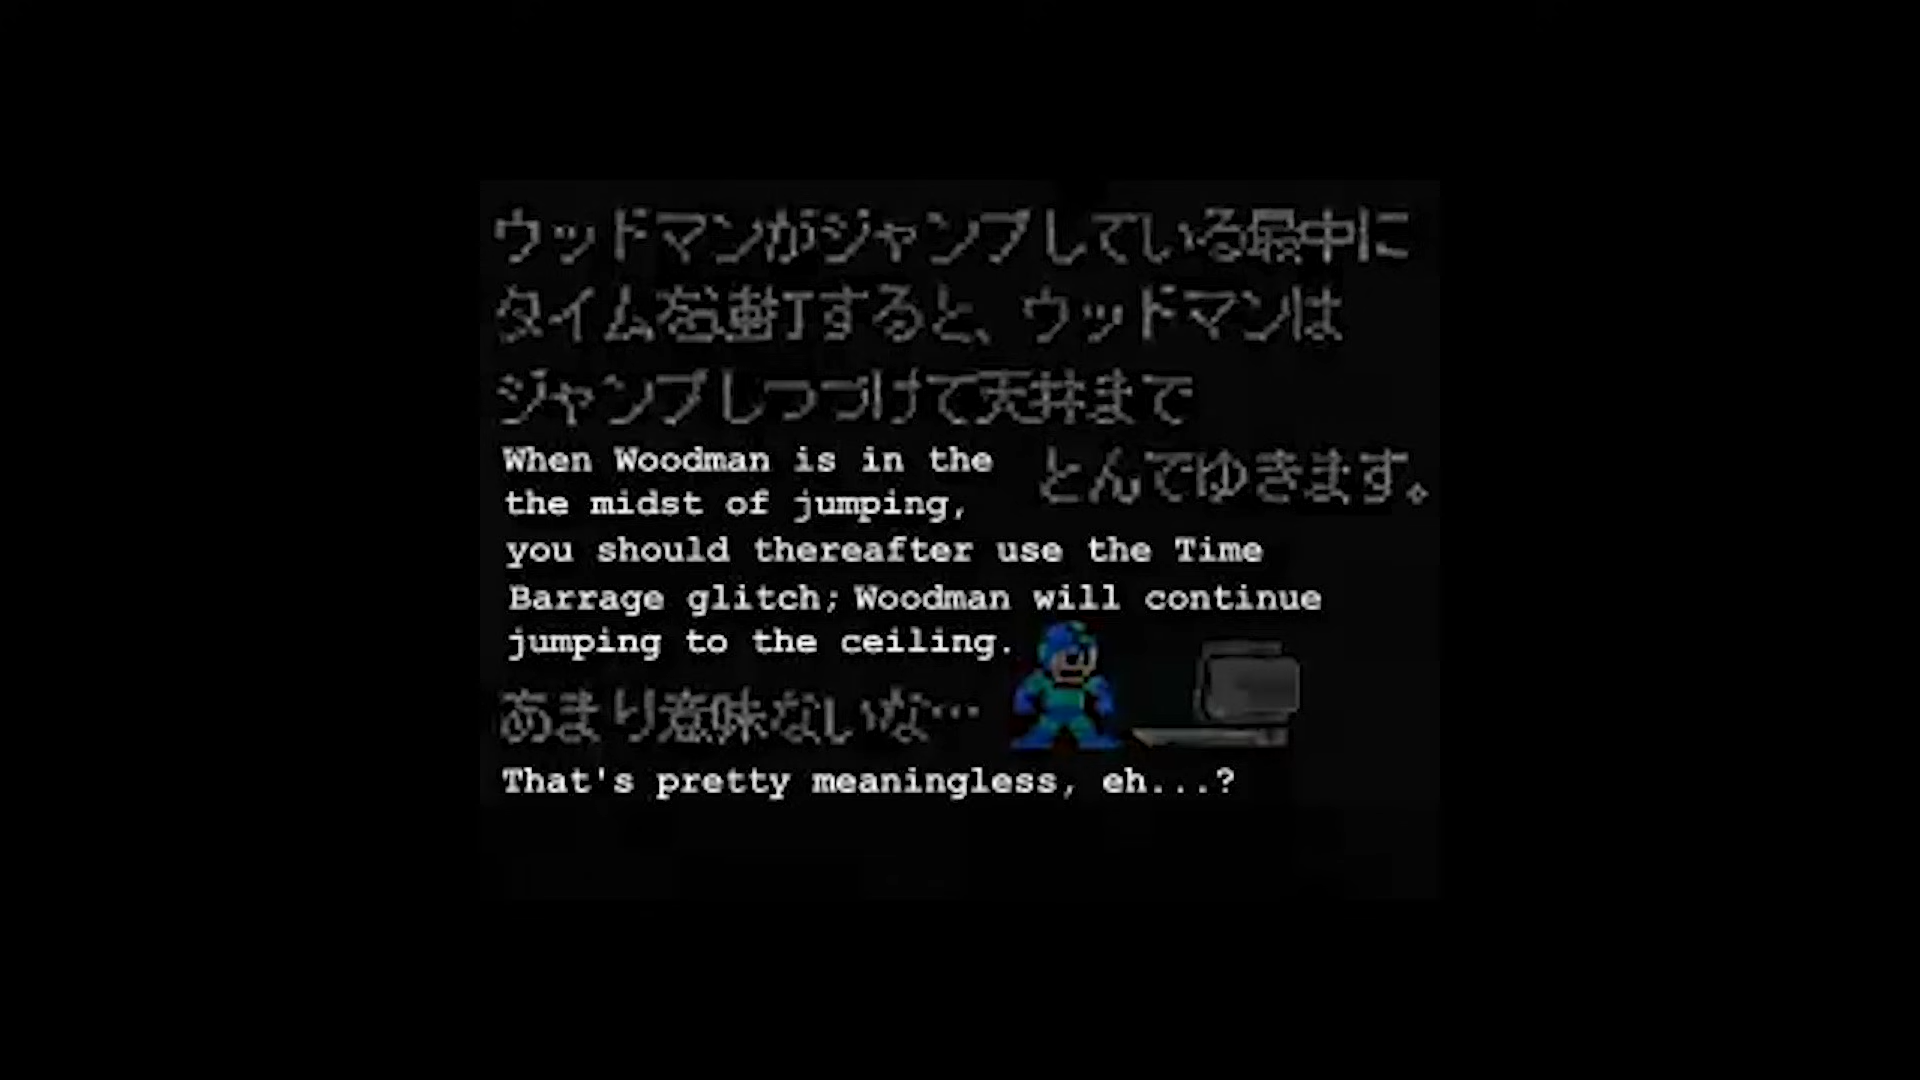 ウッドマンがジャンプしている最中に
タイムを連打すると、ウッドマンは
ジャンプしつづけて天井まで
とんでゆきます。
When Woodman is in the
the midst of jumping,
you should thereafter use the Time
Barrage glitch; Woodman will continue
jumping to the ceiling.
あまり意味ないな…
That's pretty meaningless, eh...?